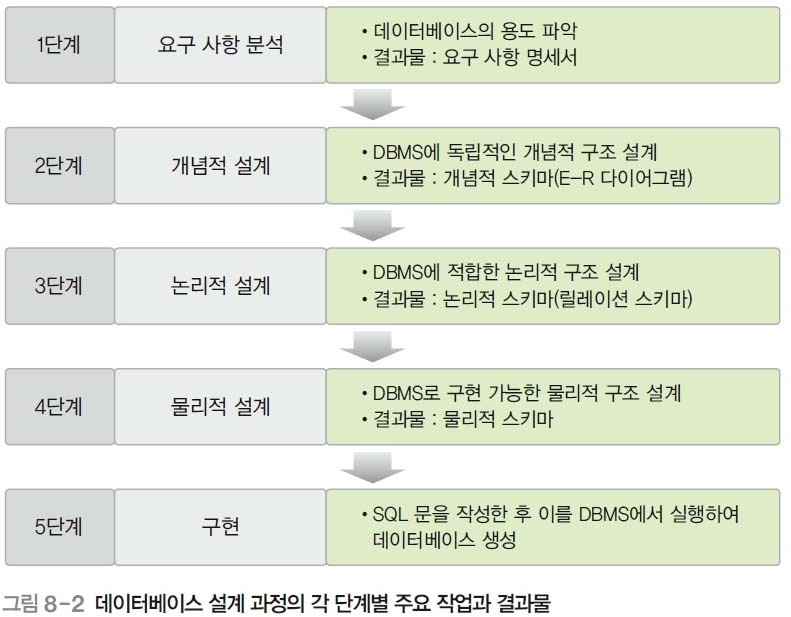 1단계
요구 사항 분석
• 데이터베이스의 용도 파악
• 결과물 : 요구 사항 명세서
2단계
개념적 설계
• DBMS에 독립적인 개념적 구조 설계
• 결과물 : 개념적 스키마(E-R 다이어그램)
3단계
논리적 설계
• DBMS에 적합한 논리적 구조 설계
• 결과물 : 논리적 스키마(릴레이션 스키마)
4단계
물리적 설계
• DBMS로 구현 가능한 물리적 구조 설계
• 결과물 : 물리적 스키마
5단계
구현
• SQL 문을 작성한 후 이를 DBMS에서 실행하여
데이터베이스 생성
그림 8-2 데이터베이스 설계 과정의 각 단계별 주요 작업과 결과물